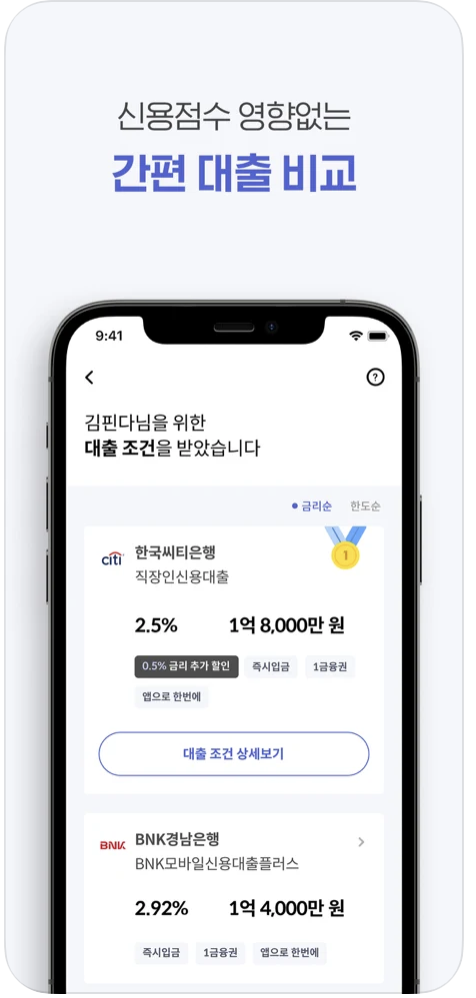 신용점수 영향없는
간편 대출 비교
9:41
?
김핀다님을 위한
대출 조건을 받았습니다
• 금리순 한도순
1
citi 한국씨티은행
직장인신용대출
2.5% 1억 8,000만 원
0.5% 금리 추가 할인 즉시입금 1금융권
앱으로 한번에
대출 조건 상세보기
BNK BNK경남은행
BNK모바일신용대출플러스
2.92% 1억 4,000만 원
즉시입금 1금융권 앱으로 한번에